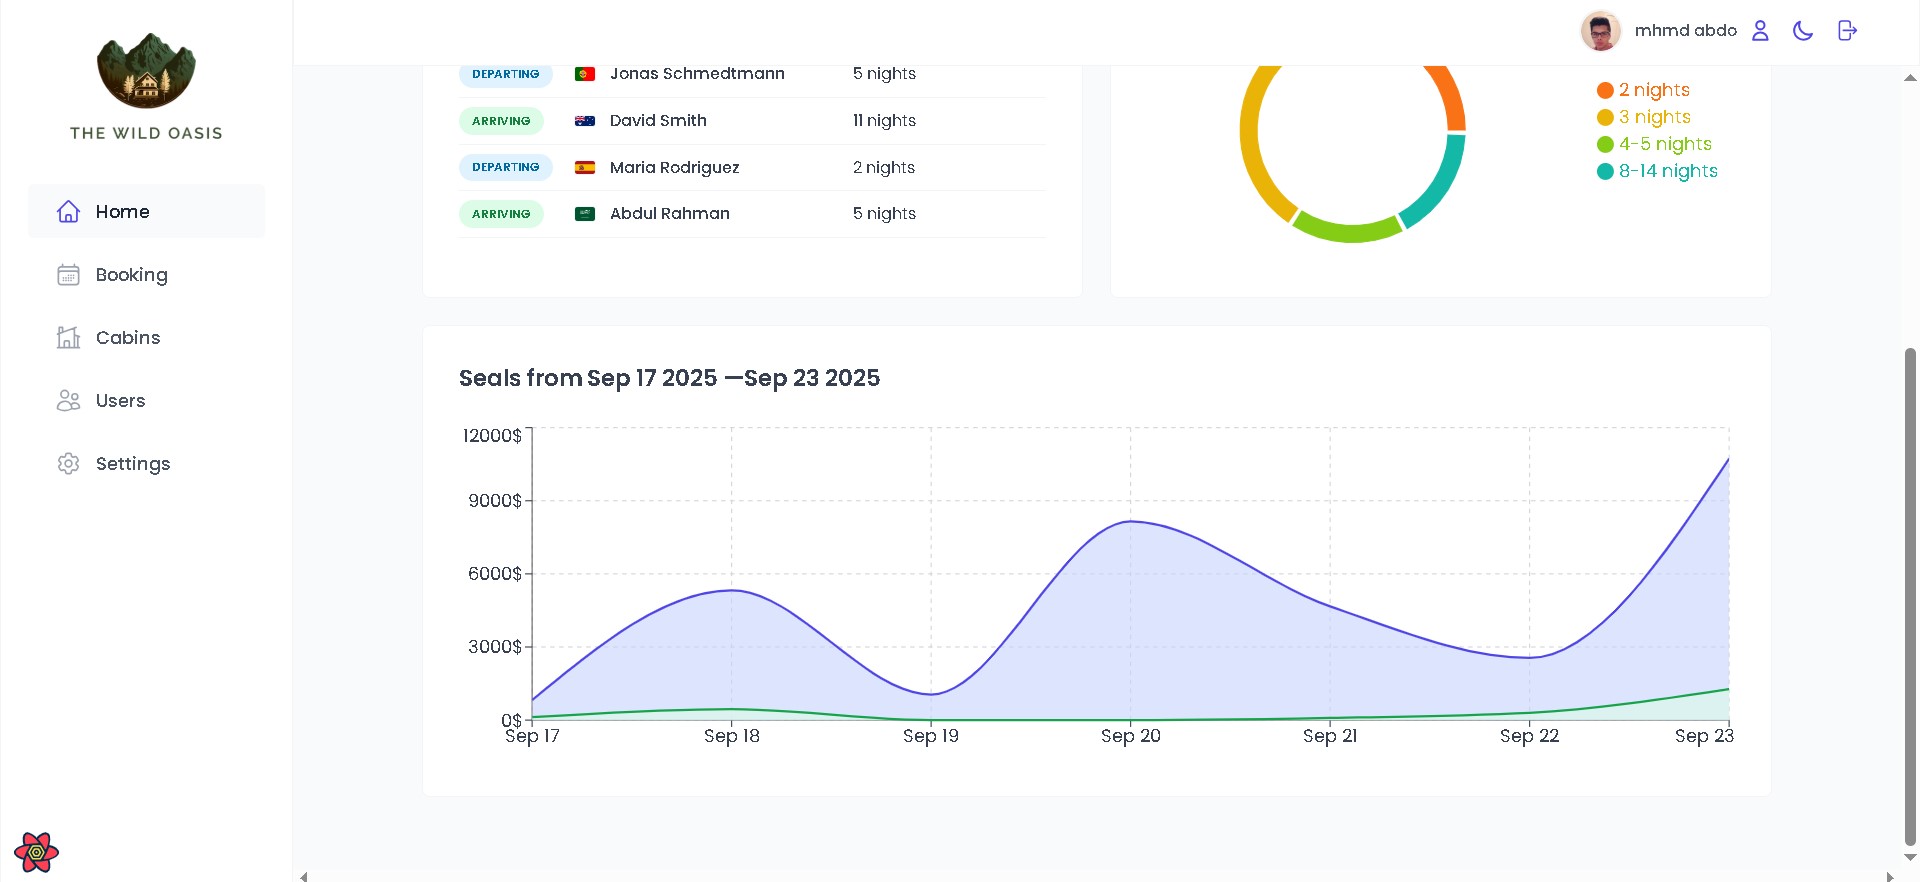 mhmd abdo
THE WILD OASIS
Home
Booking
Cabins
Users
Settings
DEPARTING Jonas Schmedtmann 5 nights
ARRIVING David Smith 11 nights
DEPARTING Maria Rodriguez 2 nights
ARRIVING Abdul Rahman 5 nights
2 nights
3 nights
4-5 nights
8-14 nights
Seals from Sep 17 2025 —Sep 23 2025
12000$
9000$
6000$
3000$
0$
Sep 17 Sep 18 Sep 19 Sep 20 Sep 21 Sep 22 Sep 23